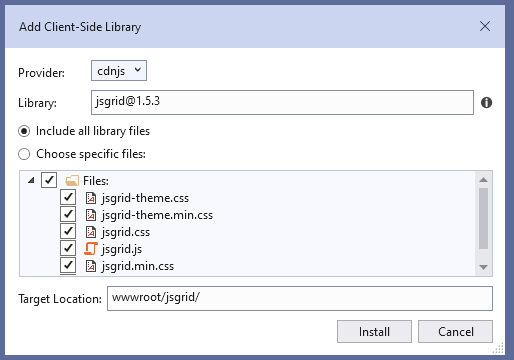 Add Client-Side Library
Provider: cdnjs
Library: jsgrid@1.5.3
Include all library files
Choose specific files:
Files:
jsgrid-theme.css
jsgrid-theme.min.css
jsgrid.css
jsgrid.js
jsgrid.min.css
Target Location: wwwroot/jsgrid/
Install Cancel